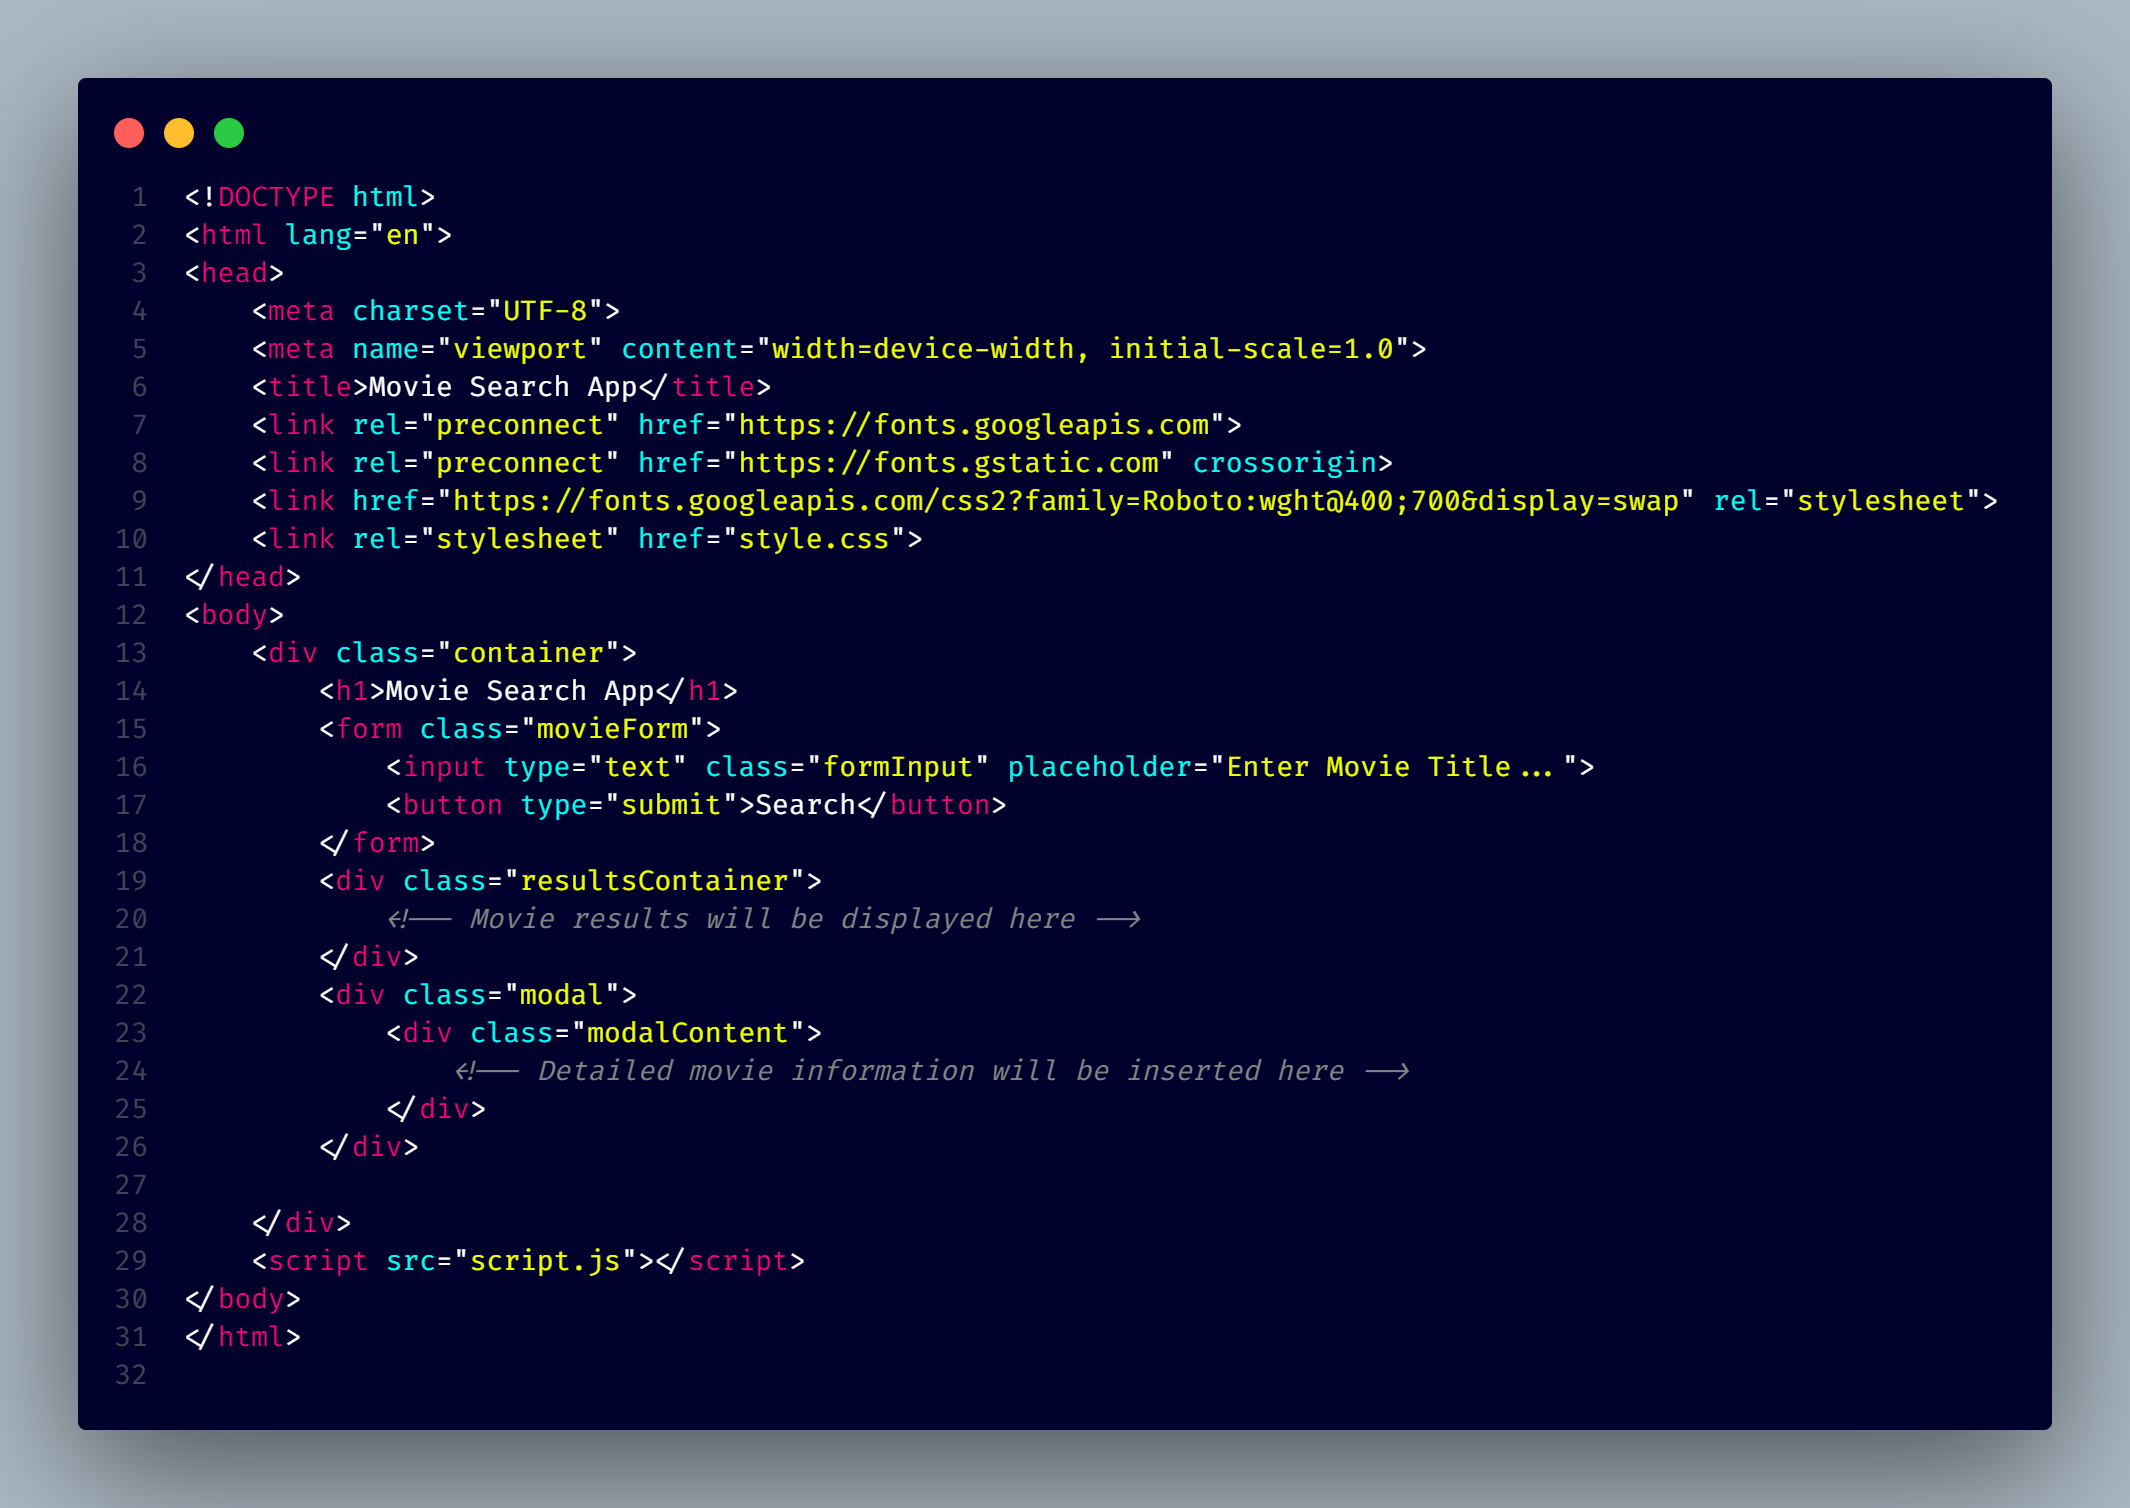 1 <!DOCTYPE html>
2 <html lang="en">
3 <head>
4     <meta charset="UTF-8">
5     <meta name="viewport" content="width=device-width, initial-scale=1.0">
6     <title>Movie Search App</title>
7     <link rel="preconnect" href="https://fonts.googleapis.com">
8     <link rel="preconnect" href="https://fonts.gstatic.com" crossorigin>
9     <link href="https://fonts.googleapis.com/css2?family=Roboto:wght@400;700&display=swap" rel="stylesheet">
10     <link rel="stylesheet" href="style.css">
11 </head>
12 <body>
13     <div class="container">
14         <h1>Movie Search App</h1>
15         <form class="movieForm">
16             <input type="text" class="formInput" placeholder="Enter Movie Title...">
17             <button type="submit">Search</button>
18         </form>
19         <div class="resultsContainer">
20             <!-- Movie results will be displayed here -->
21         </div>
22         <div class="modal">
23             <div class="modalContent">
24                 <!-- Detailed movie information will be inserted here -->
25             </div>
26         </div>
27
28     </div>
29     <script src="script.js"></script>
30 </body>
31 </html>
32